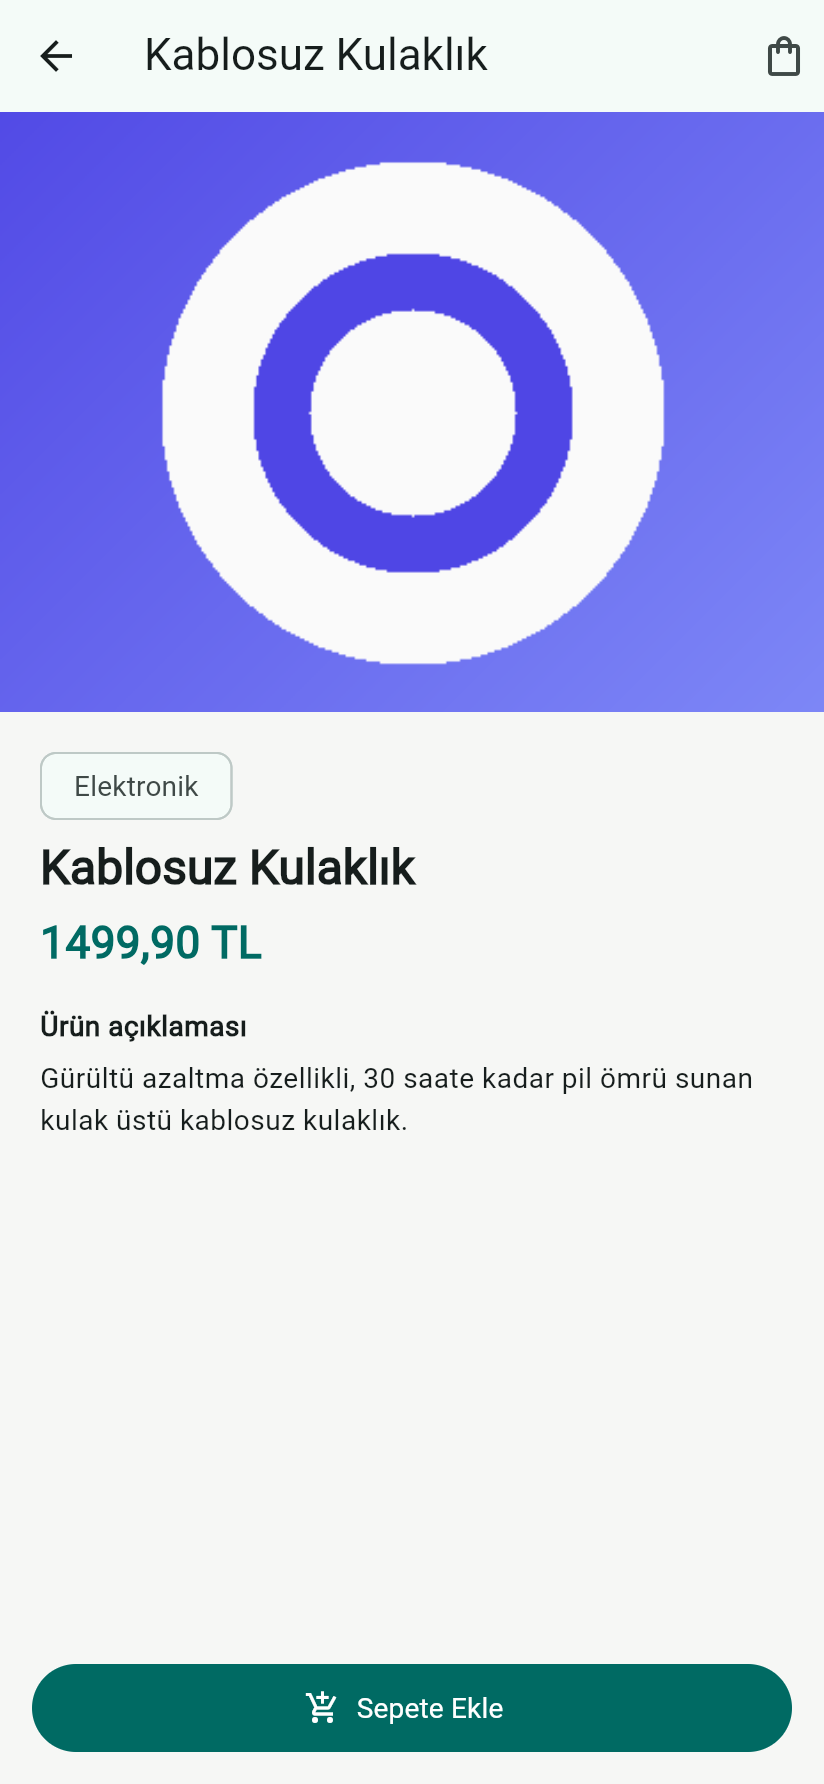 Kablosuz Kulaklık
Elektronik
Kablosuz Kulaklık
1499,90 TL
Ürün açıklaması
Gürültü azaltma özellikli, 30 saate kadar pil ömrü sunan
kulak üstü kablosuz kulaklık.
Sepete Ekle